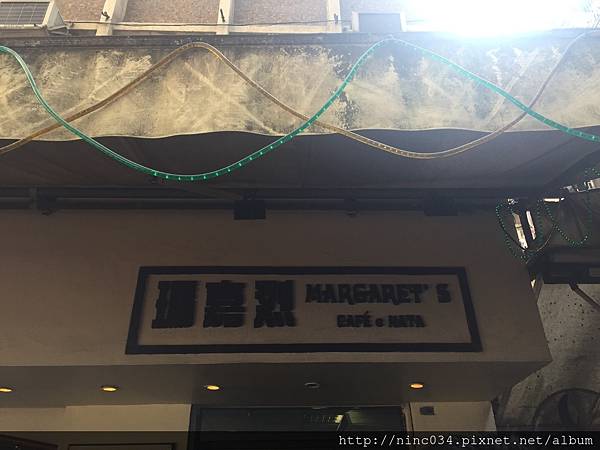 瑪嘉烈 MARGARET'S
CAFÉ e NATA
http://ninc034.pixnet.net/album